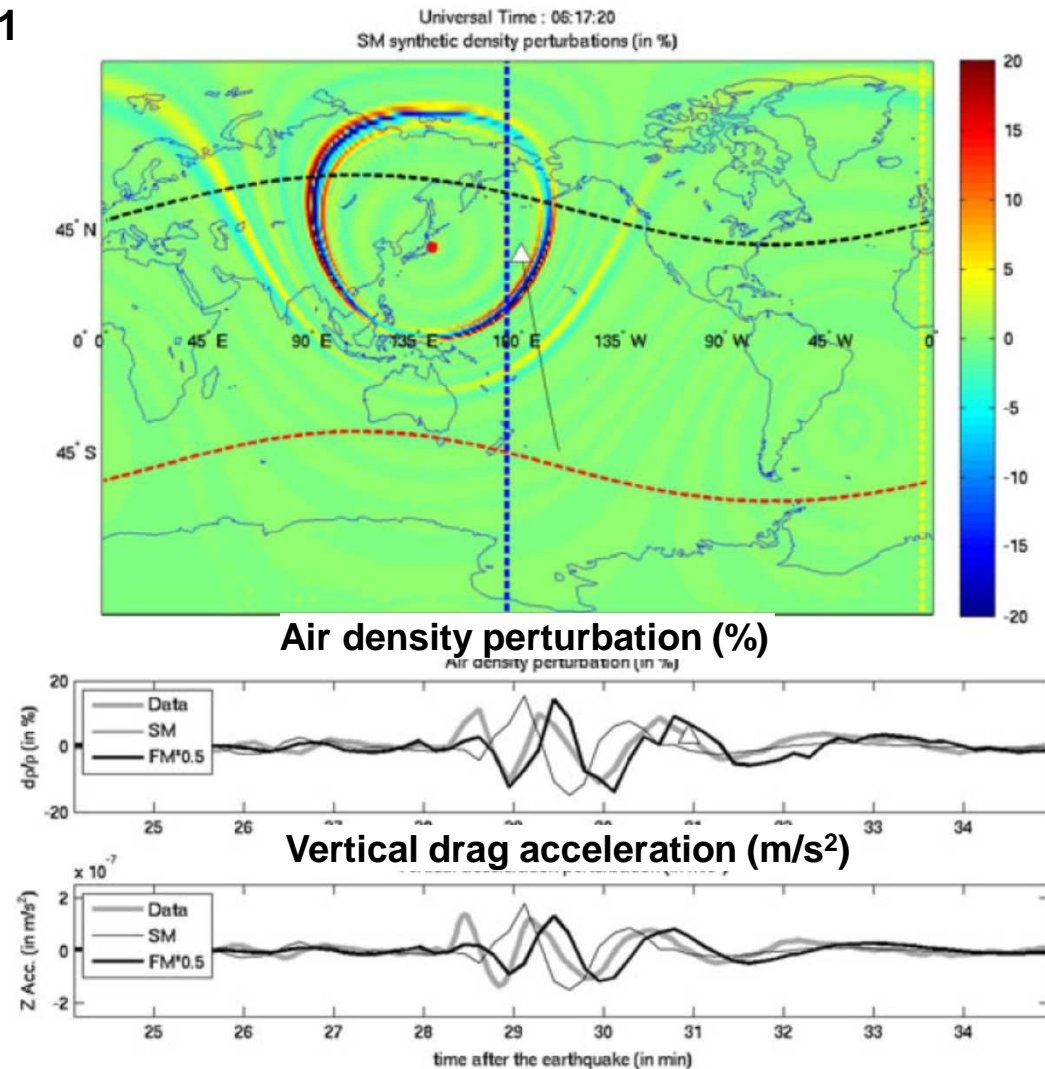 1
Universal Time : 06:17:20
SM synthetic density perturbations (in %)
20
15
10
5
0
-5
-10
-15
-20
45° N
0° 0° 45° E 90° E 135° E 180° E 135° W 90° W 45° W 0°
45° S
Air density perturbation (%)
Air density perturbation (in %)
20
0
-20
dρ/ρ (in %)
Data
SM
FM*0.5
25 26 27 28 29 30 31 32 33 34
Vertical drag acceleration (m/s²)
x 10⁻⁷
2
0
-2
Z Acc. (in m/s²)
Data
SM
FM*0.5
25 26 27 28 29 30 31 32 33 34
time after the earthquake (in min)